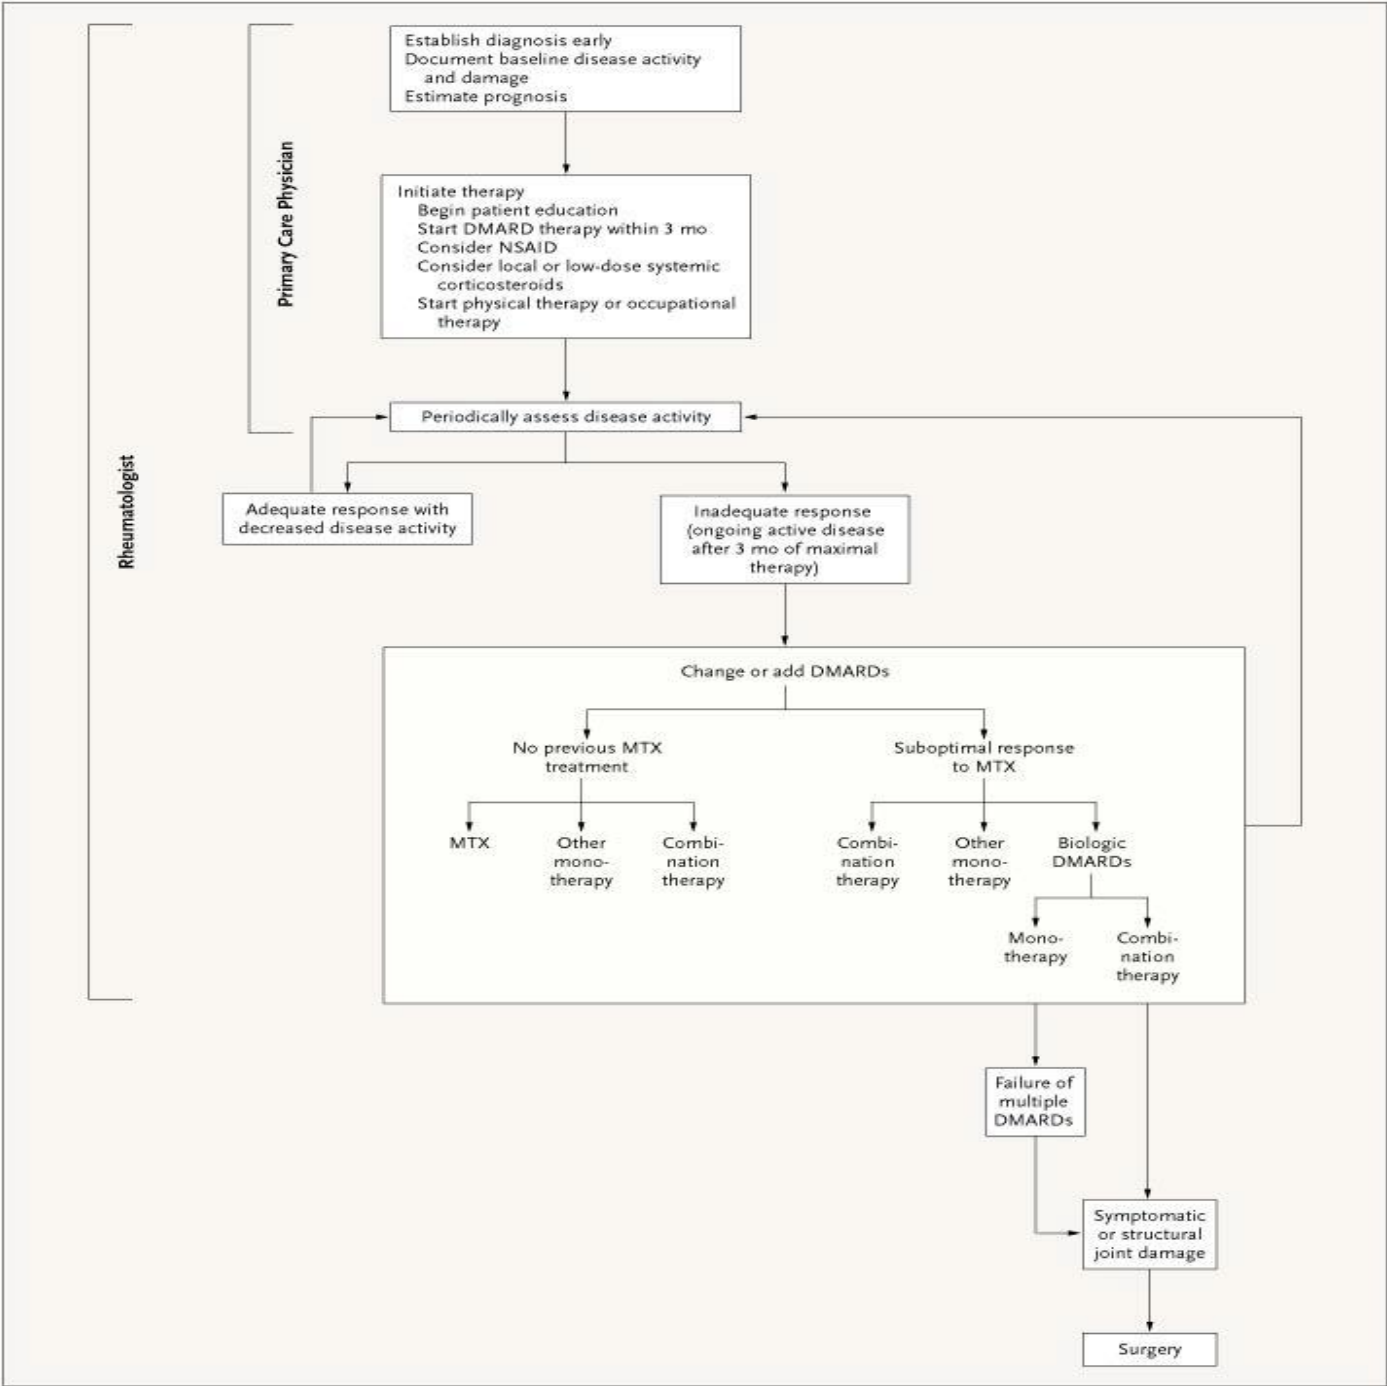 Establish diagnosis early
Document baseline disease activity
and damage
Estimate prognosis
Primary Care Physician
Initiate therapy
Begin patient education
Start DMARD therapy within 3 mo
Consider NSAID
Consider local or low-dose systemic
corticosteroids
Start physical therapy or occupational
therapy
Periodically assess disease activity
Rheumatologist
Adequate response with
decreased disease activity
Inadequate response
(ongoing active disease
after 3 mo of maximal
therapy)
Change or add DMARDs
No previous MTX
treatment
Suboptimal response
to MTX
MTX
Other
mono-
therapy
Combi-
nation
therapy
Combi-
nation
therapy
Other
mono-
therapy
Biologic
DMARDs
Mono-
therapy
Combi-
nation
therapy
Failure of
multiple
DMARDs
Symptomatic
or structural
joint damage
Surgery